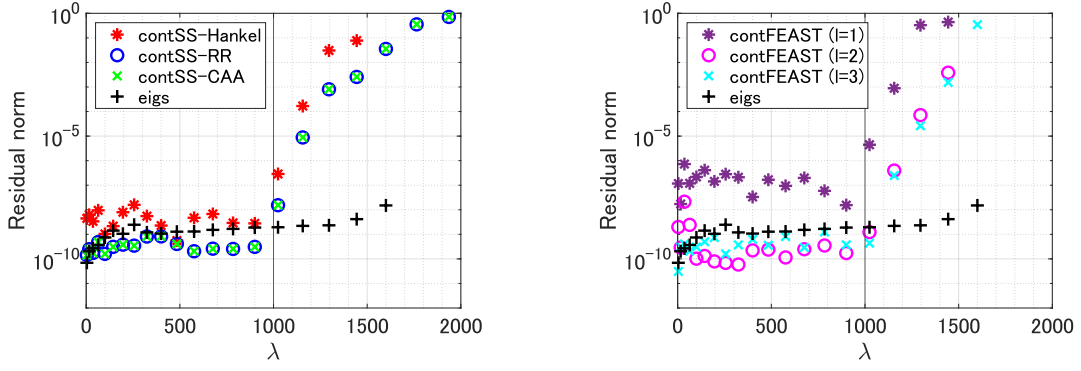 10^0
10^-5
10^-10
Residual norm
contSS-Hankel
contSS-RR
contSS-CAA
eigs
0 500 1000 1500 2000
λ
10^0
10^-5
10^-10
Residual norm
contFEAST (l=1)
contFEAST (l=2)
contFEAST (l=3)
eigs
0 500 1000 1500 2000
λ